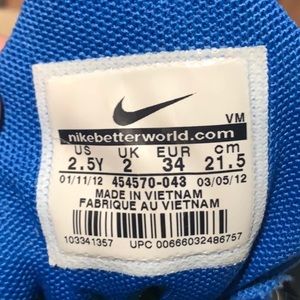 VM
nikebetterworld.com
US UK EUR cm
2.5Y 2 34 21.5
01/11/12 454570-043 03/05/12
MADE IN VIETNAM
FABRIQUE AU VIETNAM
103341357 UPC 00666032486757